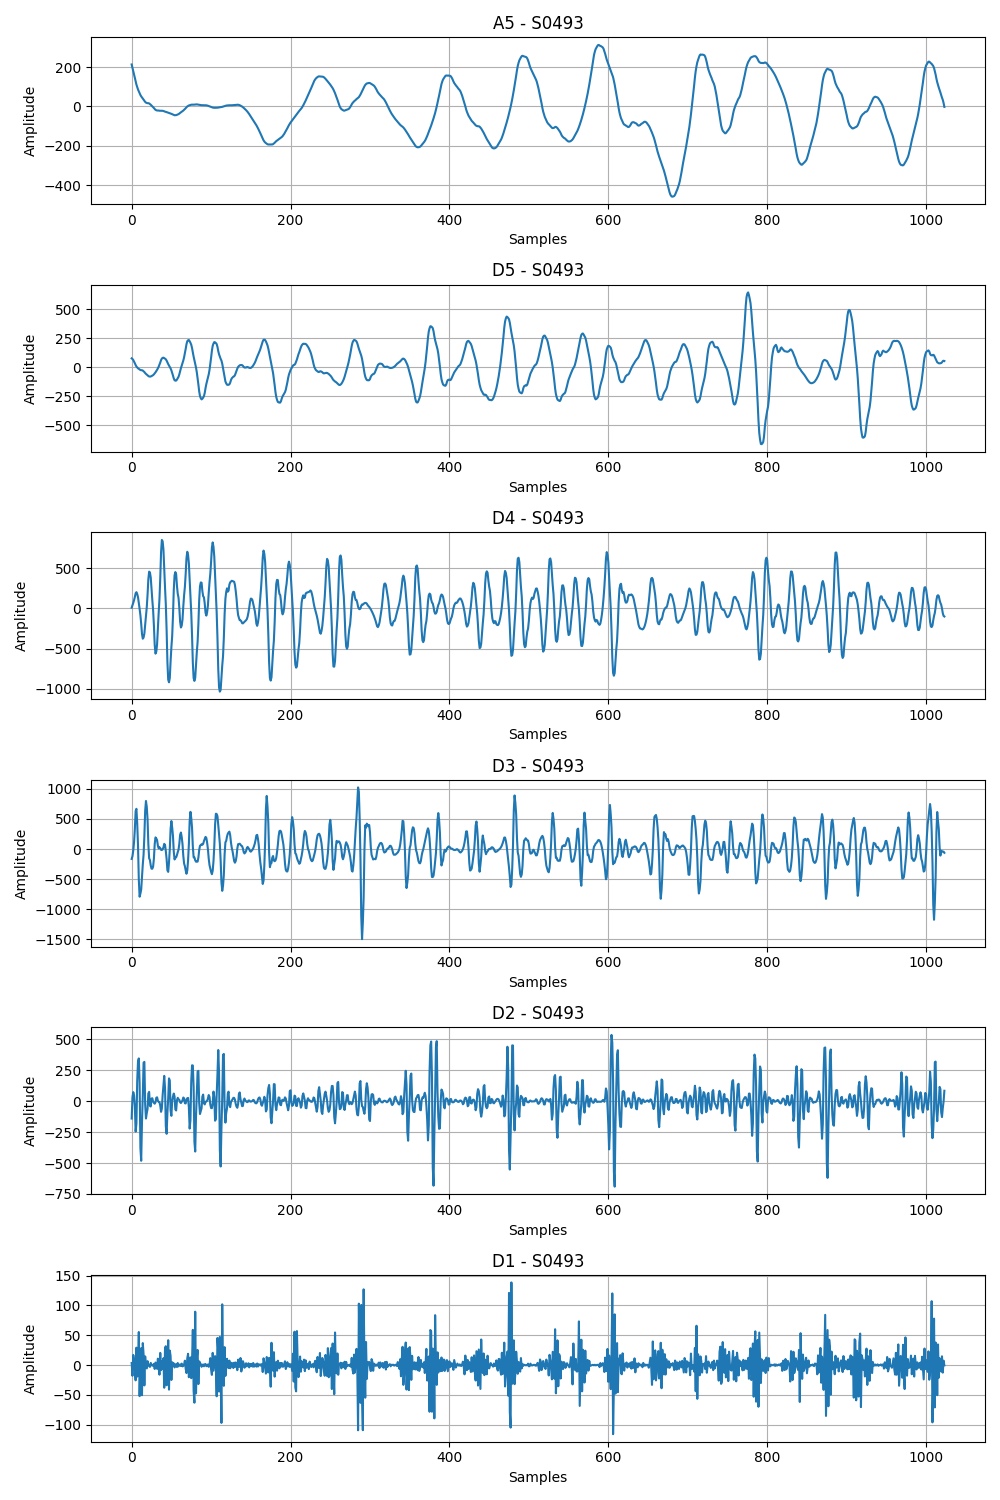 A5 - S0493
200
0
−200
−400
Amplitude
0 200 400 600 800 1000
Samples
D5 - S0493
500
250
0
−250
−500
Amplitude
0 200 400 600 800 1000
Samples
D4 - S0493
500
0
−500
−1000
Amplitude
0 200 400 600 800 1000
Samples
D3 - S0493
1000
500
0
−500
−1000
−1500
Amplitude
0 200 400 600 800 1000
Samples
D2 - S0493
500
250
0
−250
−500
−750
Amplitude
0 200 400 600 800 1000
Samples
D1 - S0493
150
100
50
0
−50
−100
Amplitude
0 200 400 600 800 1000
Samples